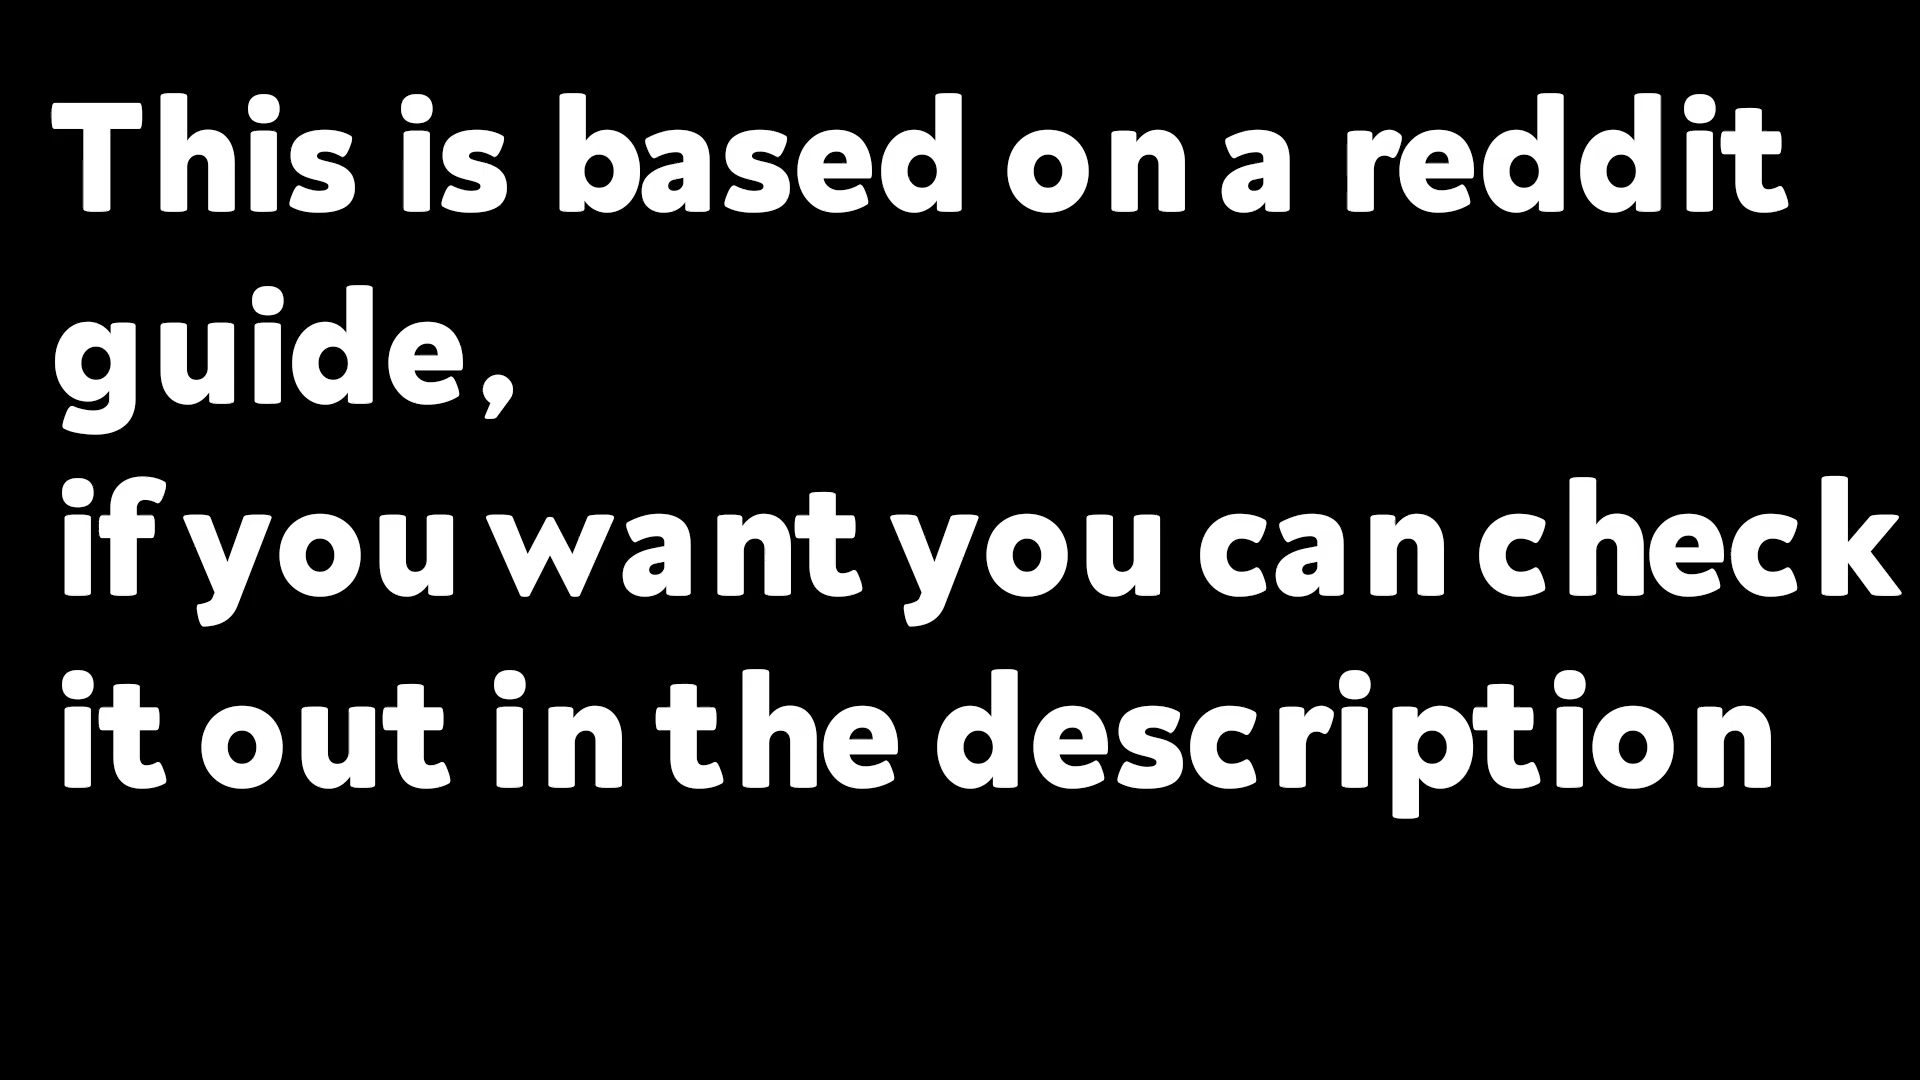 This is based on a reddit
guide,
if you want you can check
it out in the description